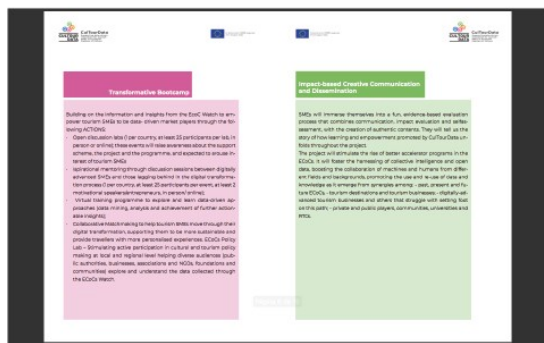 CulTourData
CULTOUR
DATA
CulTourData
CULTOUR
DATA
Transformative Bootcamp
Building on the information and insights from the EcoC Watch to em-
power tourism SMEs to be data- driven market players through the fol-
lowing ACTIONS:
- Open discussion labs (1 per country, at least 25 participants per lab, in
person or online); these events will raise awareness about the support
scheme, the project and the programme, and expected to ensure in-
terest of tourism SMEs
- Inpirational mentoring through discussion sessions between digitally
advanced SMEs and those lagging behind in the digital transforma-
tion process (1 per country, at least 25 participants per event, at least 2
motivational speakers/entrepreneurs, in person/ online);
- Virtual training programme to explore and learn data-driven ap-
proaches (data mining, analysis and achievement of further action-
able insights);
- Collaborative Matchmaking to help tourism SMEs move through their
digital transformation, supporting them to be more sustainable and
provide travellers with more personalised experiences. ECoCs Policy
Lab – Stimulating active participation in cultural and tourism policy
making at local and regional level helping diverse audiences (pub-
lic authorities, businesses, associations and NGOs, foundations and
communities) explore and understand the data collected through
the ECoCs Watch.
Impact-based Creative Communication
and Dissemination
SMEs will immerse themselves into a fun, evidence-based evaluation
process that combines communication, impact evaluation and selfas-
sessment, with the creation of authentic contents. They will tell us the
story of how learning and empowerment promoted by CulTourData un-
folds throughout the project.
The project will stimulate the rise of better accelerator programs in the
ECoCs. It will foster the harnessing of collective intelligence and open
data, boosting the collaboration of machines and humans from differ-
ent fields and backgrounds, promoting the use and re-use of data and
knowledge as it emerges from synergies among: - past, present and fu-
ture ECoCs, - tourism destinations and tourism businesses, - digitally-ad-
vanced tourism businesses and others that struggle with setting foot
on this path; - private and public players, communities, universities and